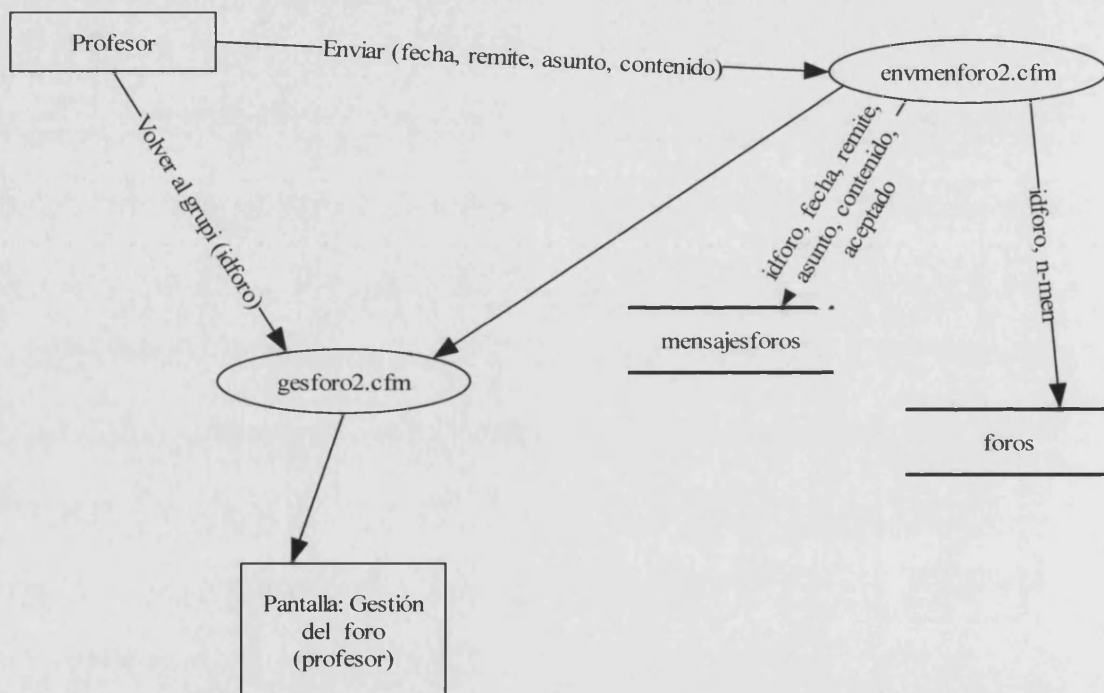 Profesor
Enviar (fecha, remite, asunto, contenido)
envmenforo2.cfm
Volver al grupi (idforo)
idforo, fecha, remite,
asunto, contenido,
aceptado
idforo, n-men
mensajesforos
gesforo2.cfm
foros
Pantalla: Gestión
del foro
(profesor)